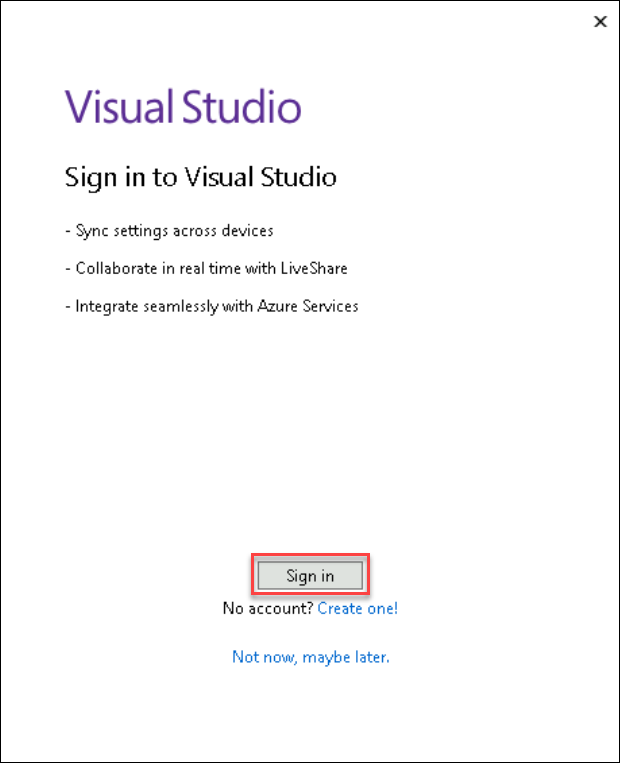 Visual Studio
Sign in to Visual Studio
- Sync settings across devices
- Collaborate in real time with LiveShare
- Integrate seamlessly with Azure Services
Sign in
No account? Create one!
Not now, maybe later.